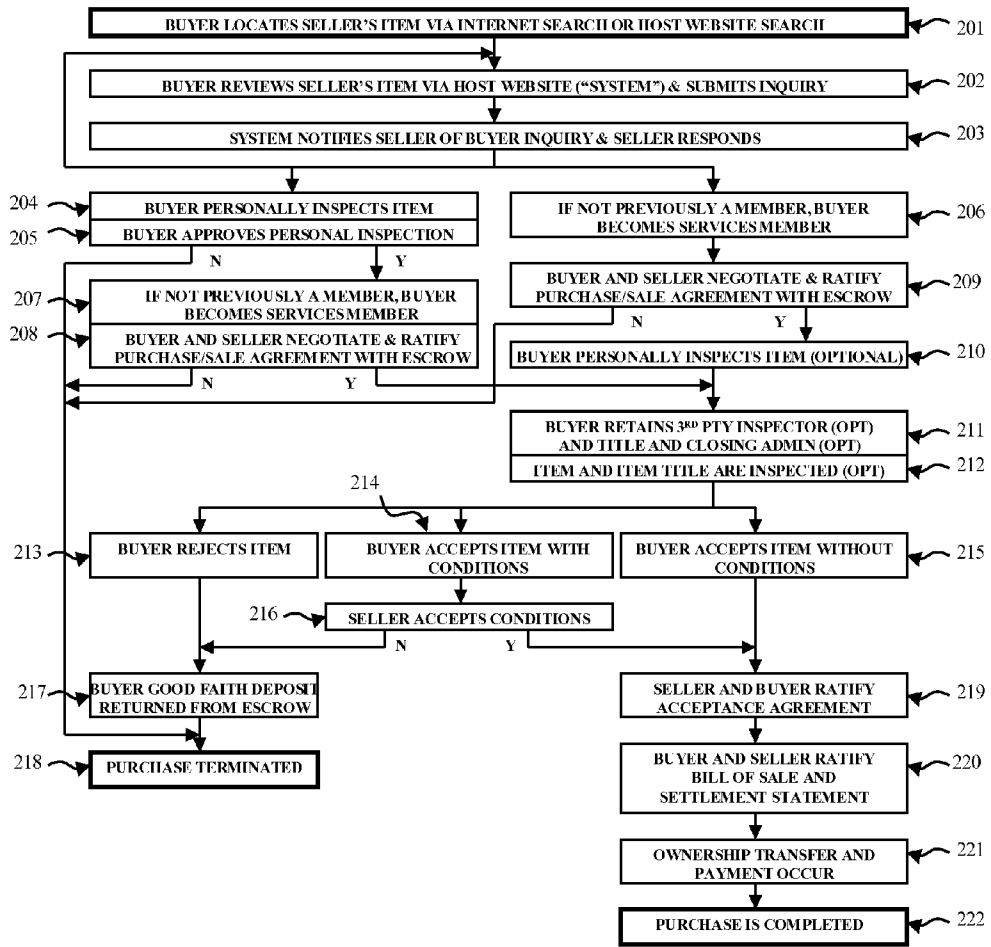 BUYER LOCATES SELLER'S ITEM VIA INTERNET SEARCH OR HOST WEBSITE SEARCH
201
BUYER REVIEWS SELLER'S ITEM VIA HOST WEBSITE ("SYSTEM") & SUBMITS INQUIRY
202
SYSTEM NOTIFIES SELLER OF BUYER INQUIRY & SELLER RESPONDS
203
204
BUYER PERSONALLY INSPECTS ITEM
205
BUYER APPROVES PERSONAL INSPECTION
N
Y
IF NOT PREVIOUSLY A MEMBER, BUYER
BECOMES SERVICES MEMBER
206
207
IF NOT PREVIOUSLY A MEMBER, BUYER
BECOMES SERVICES MEMBER
208
BUYER AND SELLER NEGOTIATE & RATIFY
PURCHASE/SALE AGREEMENT WITH ESCROW
N
Y
BUYER AND SELLER NEGOTIATE & RATIFY
PURCHASE/SALE AGREEMENT WITH ESCROW
209
N
Y
BUYER PERSONALLY INSPECTS ITEM (OPTIONAL)
210
BUYER RETAINS 3RD PTY INSPECTOR (OPT)
AND TITLE AND CLOSING ADMIN (OPT)
211
ITEM AND ITEM TITLE ARE INSPECTED (OPT)
212
214
213
BUYER REJECTS ITEM
BUYER ACCEPTS ITEM WITH
CONDITIONS
BUYER ACCEPTS ITEM WITHOUT
CONDITIONS
215
216
SELLER ACCEPTS CONDITIONS
N
Y
217
BUYER GOOD FAITH DEPOSIT
RETURNED FROM ESCROW
SELLER AND BUYER RATIFY
ACCEPTANCE AGREEMENT
219
218
PURCHASE TERMINATED
BUYER AND SELLER RATIFY
BILL OF SALE AND
SETTLEMENT STATEMENT
220
OWNERSHIP TRANSFER AND
PAYMENT OCCUR
221
PURCHASE IS COMPLETED
222